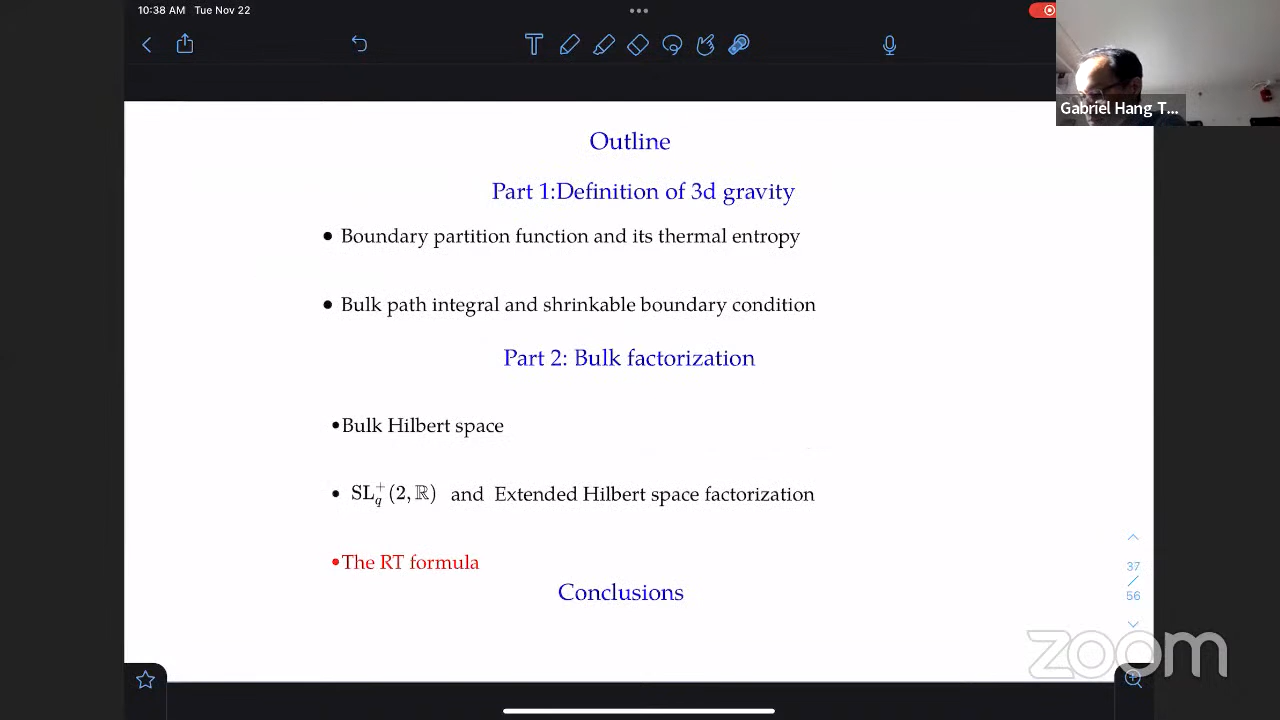 10:38 AM Tue Nov 22
Gabriel Hang T...
Outline
Part 1:Definition of 3d gravity
• Boundary partition function and its thermal entropy
• Bulk path integral and shrinkable boundary condition
Part 2: Bulk factorization
•Bulk Hilbert space
• SL_q^+(2, ℝ) and Extended Hilbert space factorization
•The RT formula
Conclusions
37
/
56
zoom